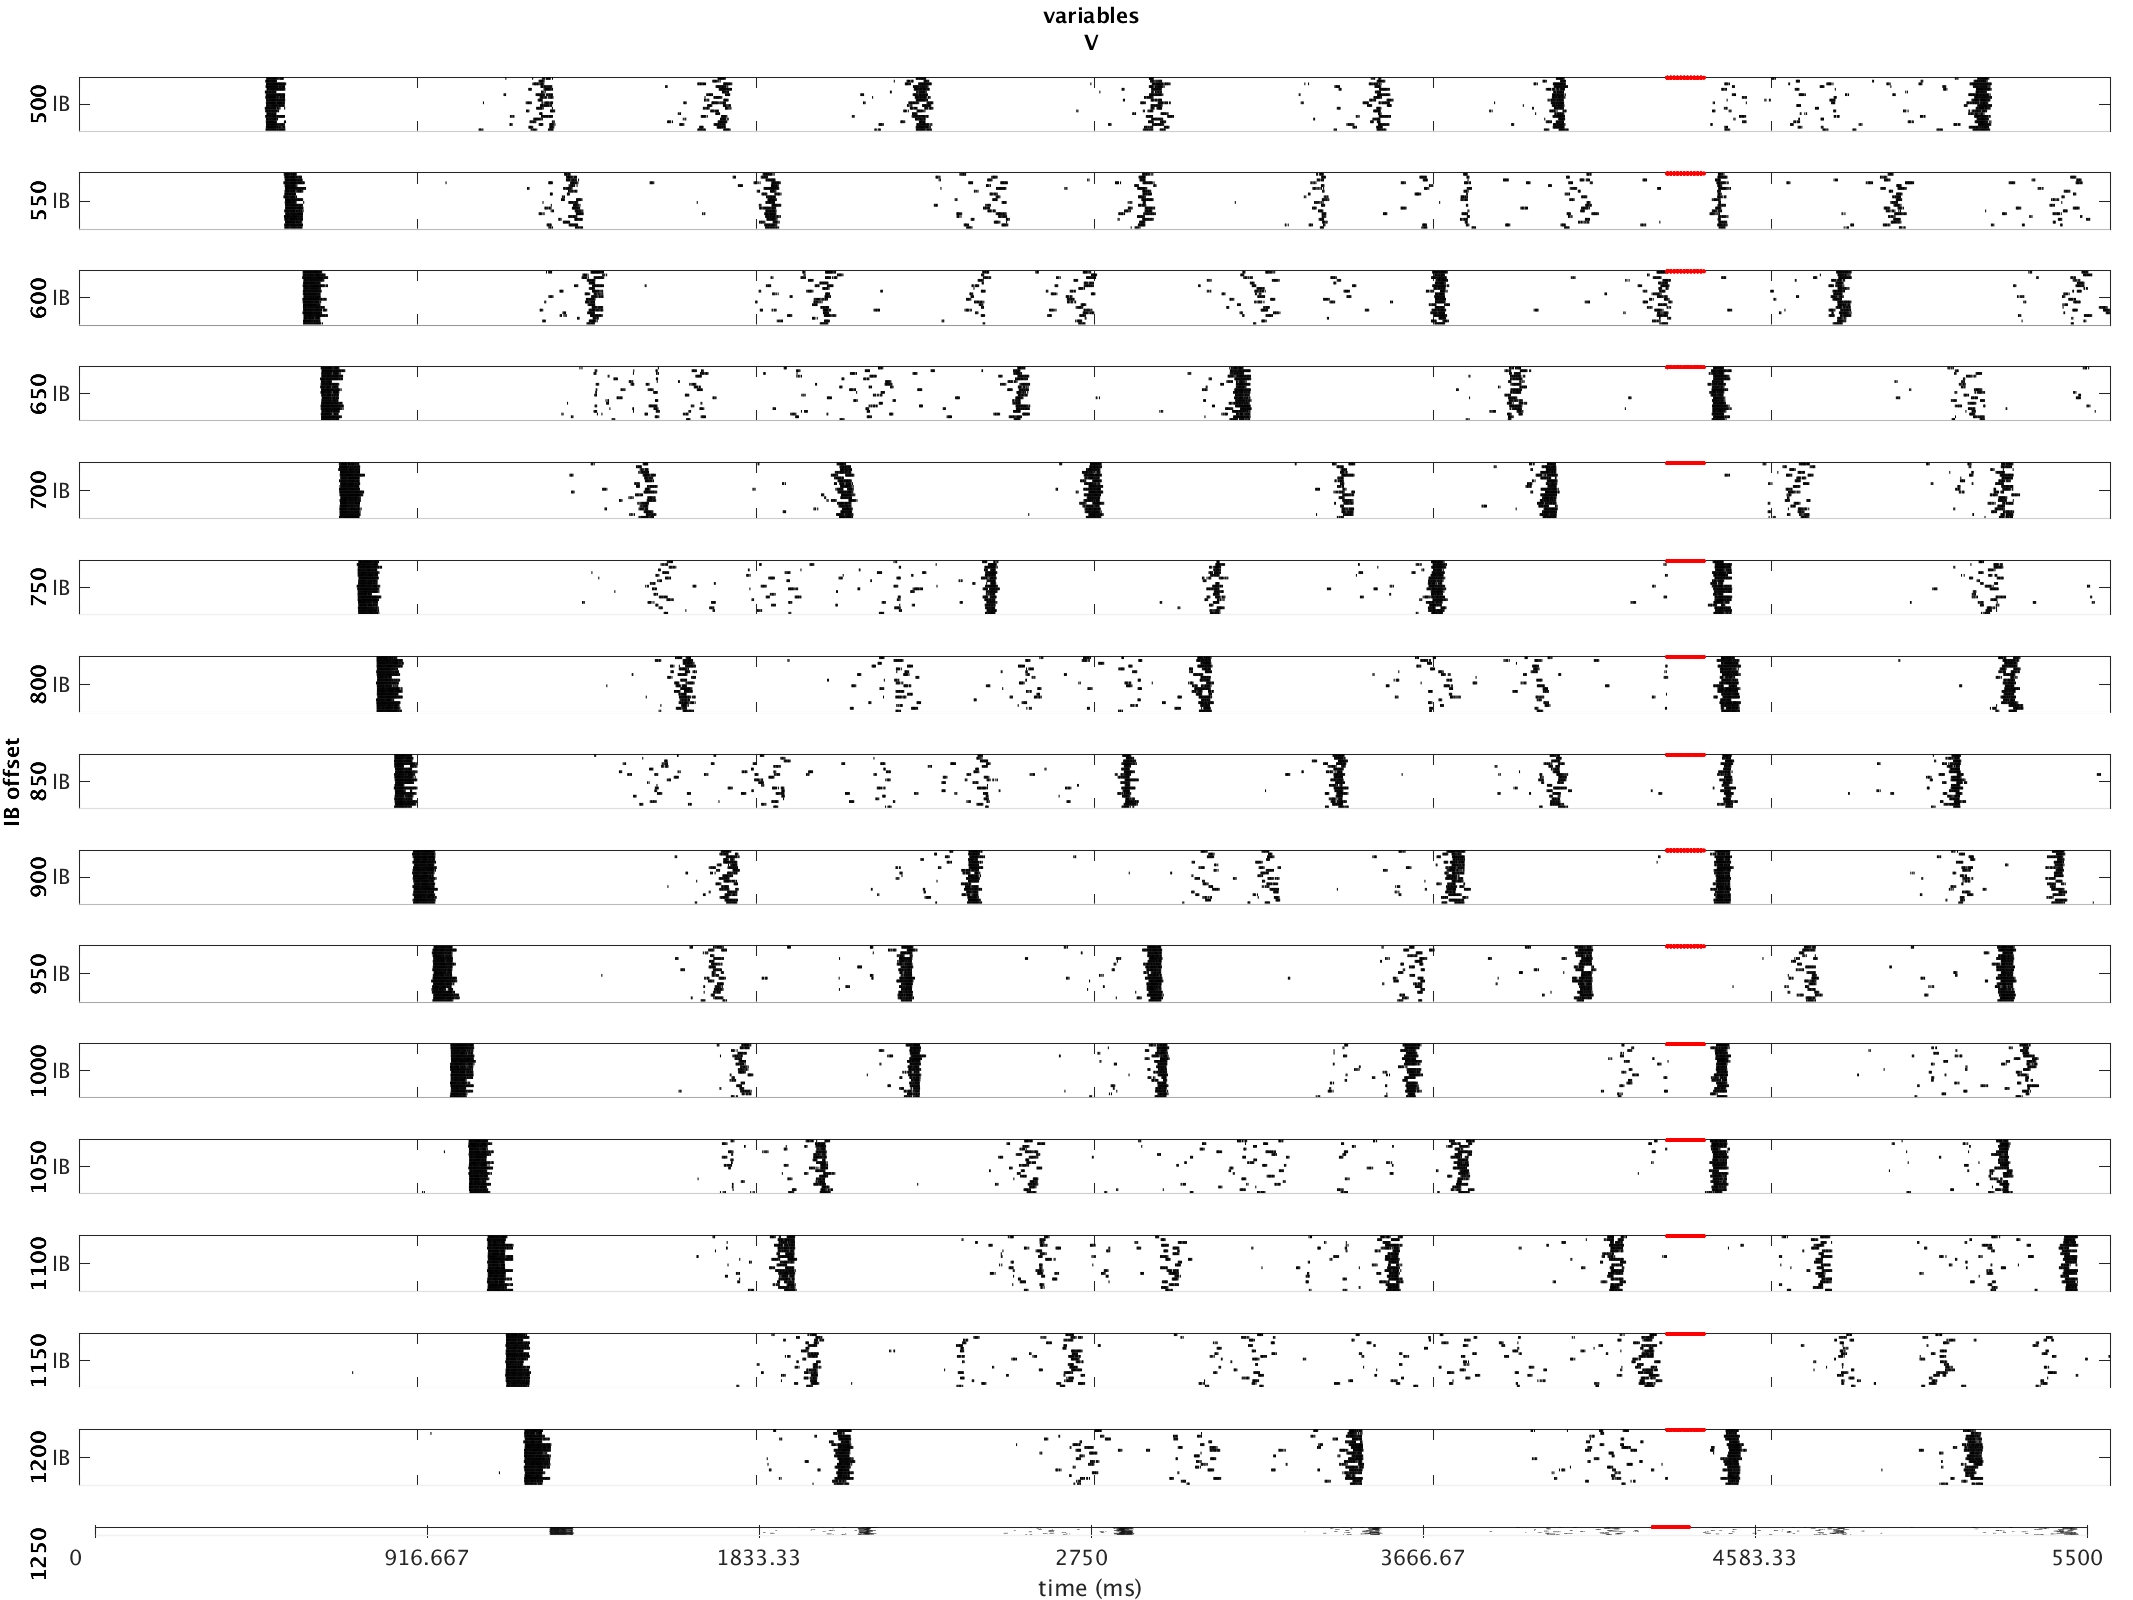 variables
V
IB offset
500 IB
550 IB
600 IB
650 IB
700 IB
750 IB
800 IB
850 IB
900 IB
950 IB
1000 IB
1050 IB
1100 IB
1150 IB
1200 IB
1250
0 916.667 1833.33 2750 3666.67 4583.33 5500
time (ms)